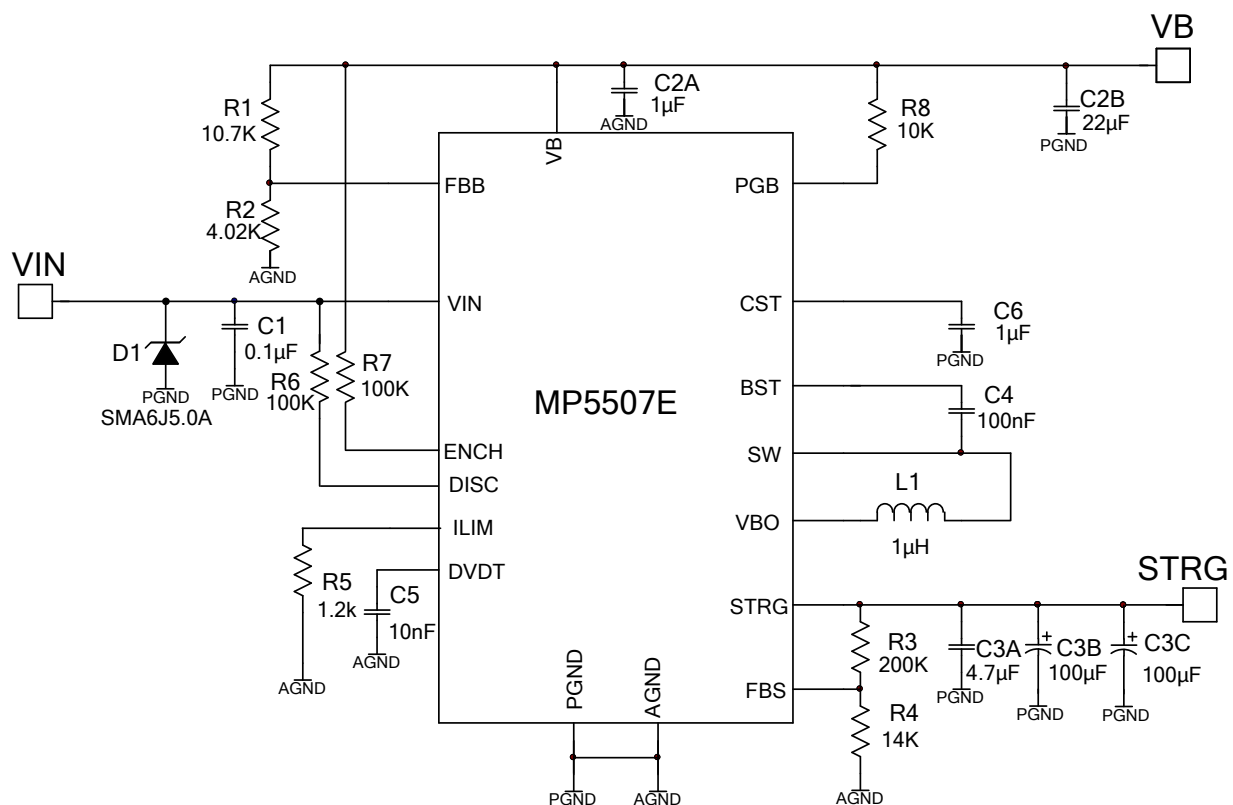 VB
C2A
1µF
AGND
R1
10.7K
R8
10K
C2B
22µF
PGND
VB
FBB
PGB
R2
4.02K
AGND
VIN
VIN
CST
C6
1µF
PGND
D1
PGND
SMA6J5.0A
C1
0.1µF
PGND
R6
100K
R7
100K
MP5507E
BST
C4
100nF
ENCH
SW
DISC
L1
1µH
ILIM
VBO
DVDT
R5
1.2k
AGND
C5
10nF
AGND
STRG
STRG
R3
200K
C3A
4.7µF
PGND
C3B
+
100µF
PGND
C3C
+
100µF
PGND
FBS
R4
14K
AGND
PGND
AGND
PGND
AGND